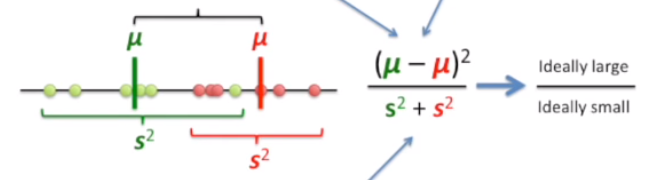 μ μ
(μ − μ)²
s² + s²
Ideally large
Ideally small
s²
s²